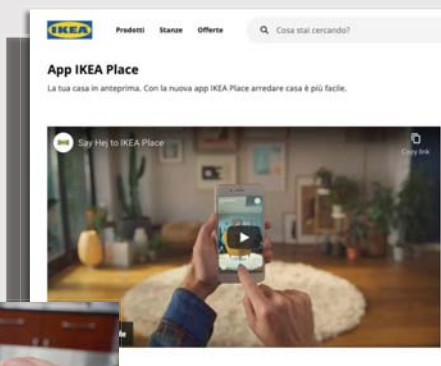 IKEA
Prodotti Stanze Offerte Cosa stai cercando?
App IKEA Place
La tua casa in anteprima. Con la nuova app IKEA Place arredare casa è più facile.
Say Hej to IKEA Place
Copy link